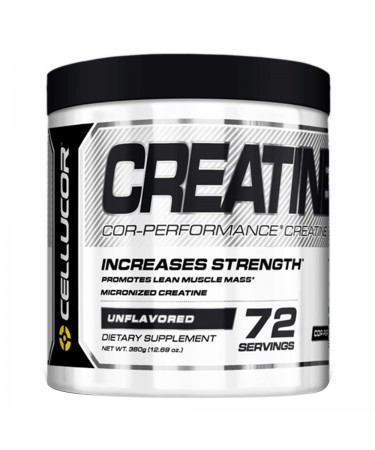 CELLUCOR
CREATINE
COR-PERFORMANCE® CREATINE
INCREASES STRENGTH*
PROMOTES LEAN MUSCLE MASS*
MICRONIZED CREATINE
UNFLAVORED
72
SERVINGS
DIETARY SUPPLEMENT
NET WT. 360g (12.69 oz.)